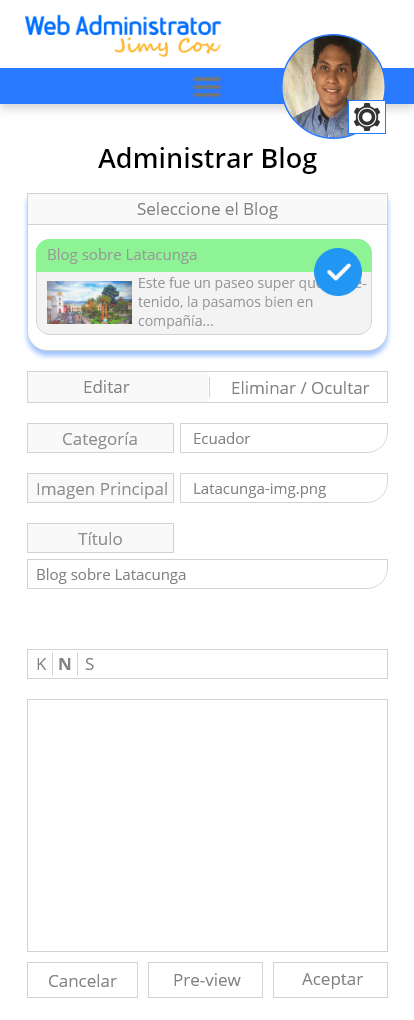 Web Administrator
Jimy Cox
Administrar Blog
Seleccione el Blog
Blog sobre Latacunga
Este fue un paseo super que e-
tenido, la pasamos bien en
compañía...
Editar
Eliminar / Ocultar
Categoría
Ecuador
Imagen Principal
Latacunga-img.png
Título
Blog sobre Latacunga
K N S
Cancelar
Pre-view
Aceptar